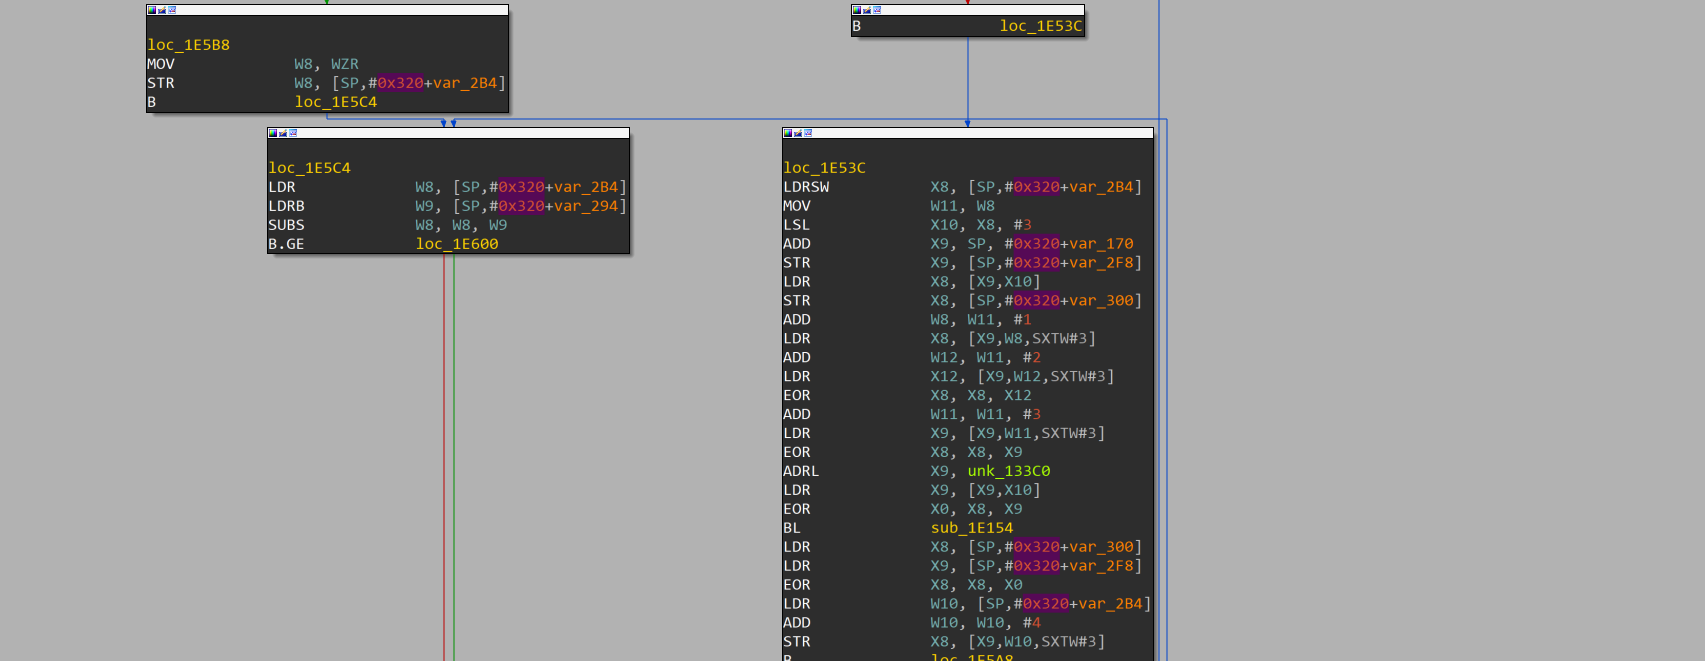 loc_1E5B8
MOV W8, WZR
STR W8, [SP,#0x320+var_2B4]
B loc_1E5C4
B loc_1E53C
loc_1E5C4
LDR W8, [SP,#0x320+var_2B4]
LDRB W9, [SP,#0x320+var_294]
SUBS W8, W8, W9
B.GE loc_1E600
loc_1E53C
LDRSW X8, [SP,#0x320+var_2B4]
MOV W11, W8
LSL X10, X8, #3
ADD X9, SP, #0x320+var_170
STR X9, [SP,#0x320+var_2F8]
LDR X8, [X9,X10]
STR X8, [SP,#0x320+var_300]
ADD W8, W11, #1
LDR X8, [X9,W8,SXTW#3]
ADD W12, W11, #2
LDR X12, [X9,W12,SXTW#3]
EOR X8, X8, X12
ADD W11, W11, #3
LDR X9, [X9,W11,SXTW#3]
EOR X8, X8, X9
ADRL X9, unk_133C0
LDR X9, [X9,X10]
EOR X0, X8, X9
BL sub_1E154
LDR X8, [SP,#0x320+var_300]
LDR X9, [SP,#0x320+var_2F8]
EOR X8, X8, X0
LDR W10, [SP,#0x320+var_2B4]
ADD W10, W10, #4
STR X8, [X9,W10,SXTW#3]
B loc_1E5A8